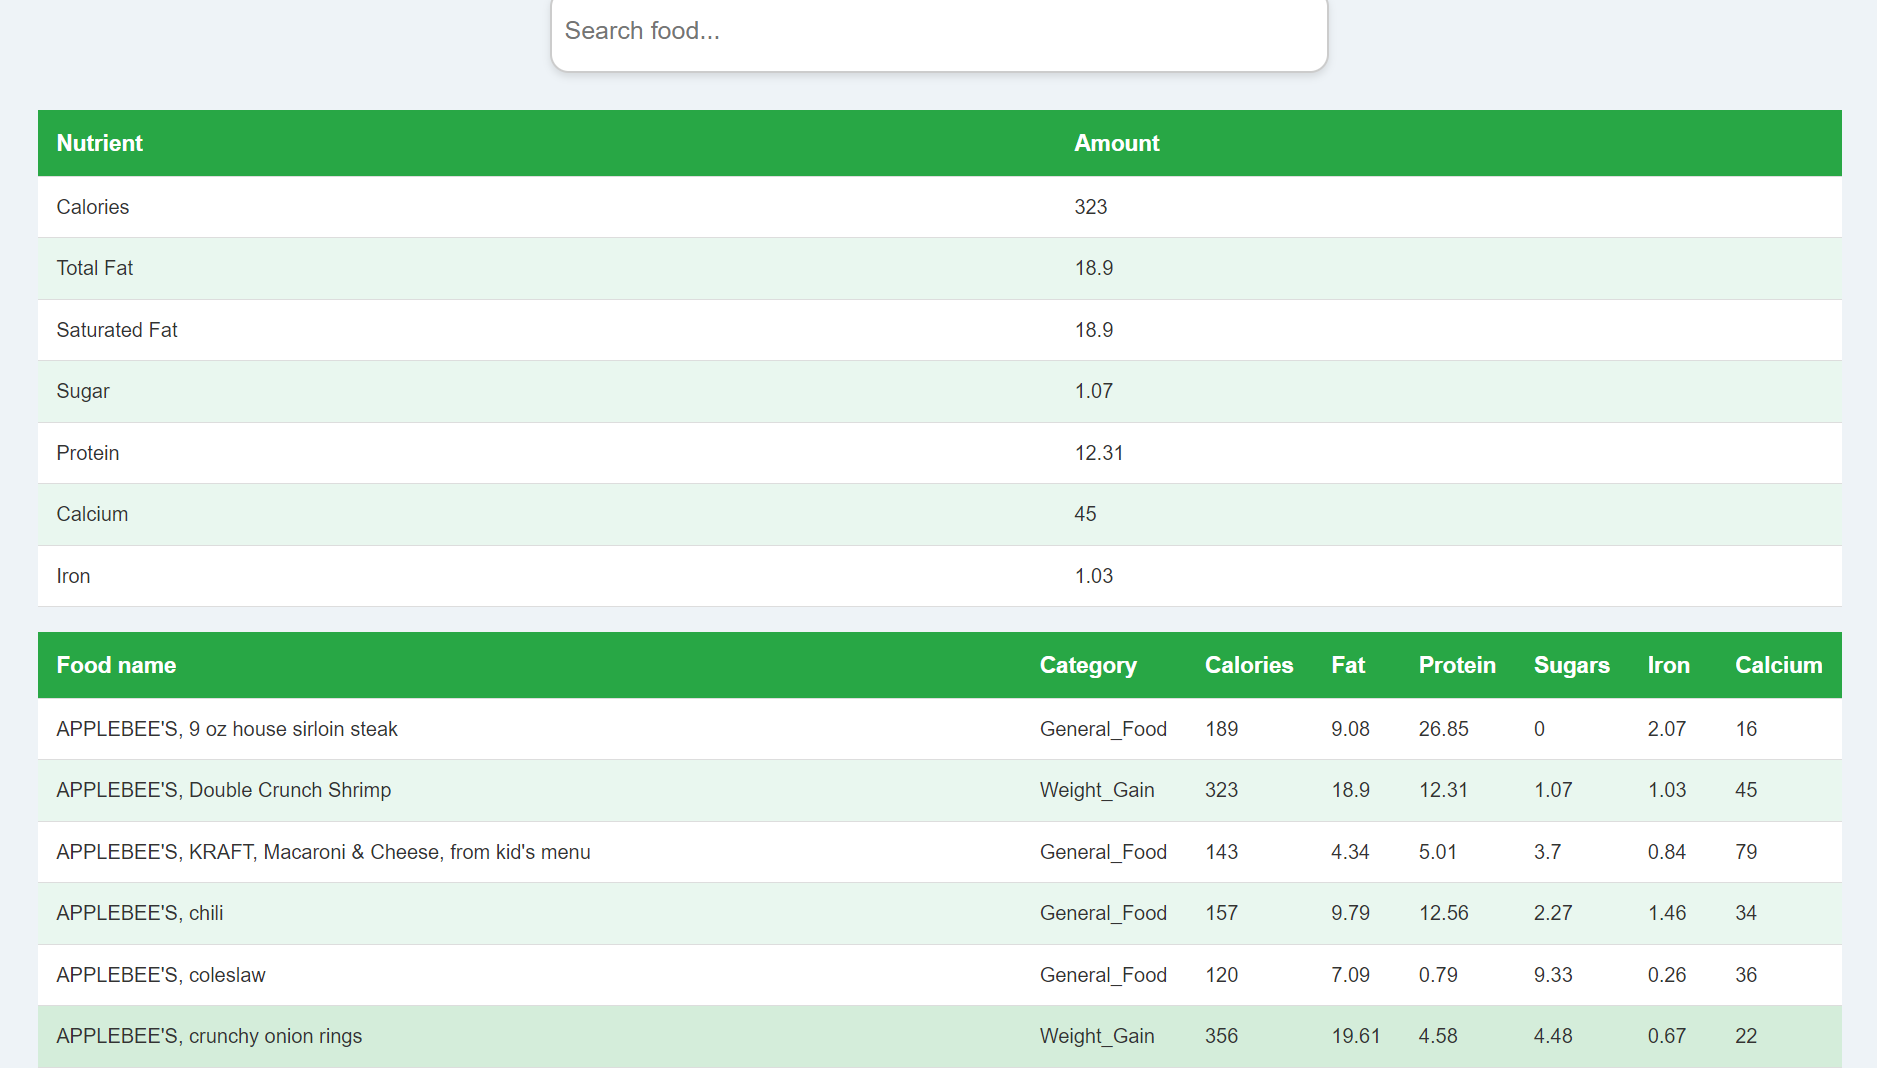 Search food...
Nutrient Amount
Calories 323
Total Fat 18.9
Saturated Fat 18.9
Sugar 1.07
Protein 12.31
Calcium 45
Iron 1.03
Food name Category Calories Fat Protein Sugars Iron Calcium
APPLEBEE'S, 9 oz house sirloin steak General_Food 189 9.08 26.85 0 2.07 16
APPLEBEE'S, Double Crunch Shrimp Weight_Gain 323 18.9 12.31 1.07 1.03 45
APPLEBEE'S, KRAFT, Macaroni & Cheese, from kid's menu General_Food 143 4.34 5.01 3.7 0.84 79
APPLEBEE'S, chili General_Food 157 9.79 12.56 2.27 1.46 34
APPLEBEE'S, coleslaw General_Food 120 7.09 0.79 9.33 0.26 36
APPLEBEE'S, crunchy onion rings Weight_Gain 356 19.61 4.58 4.48 0.67 22